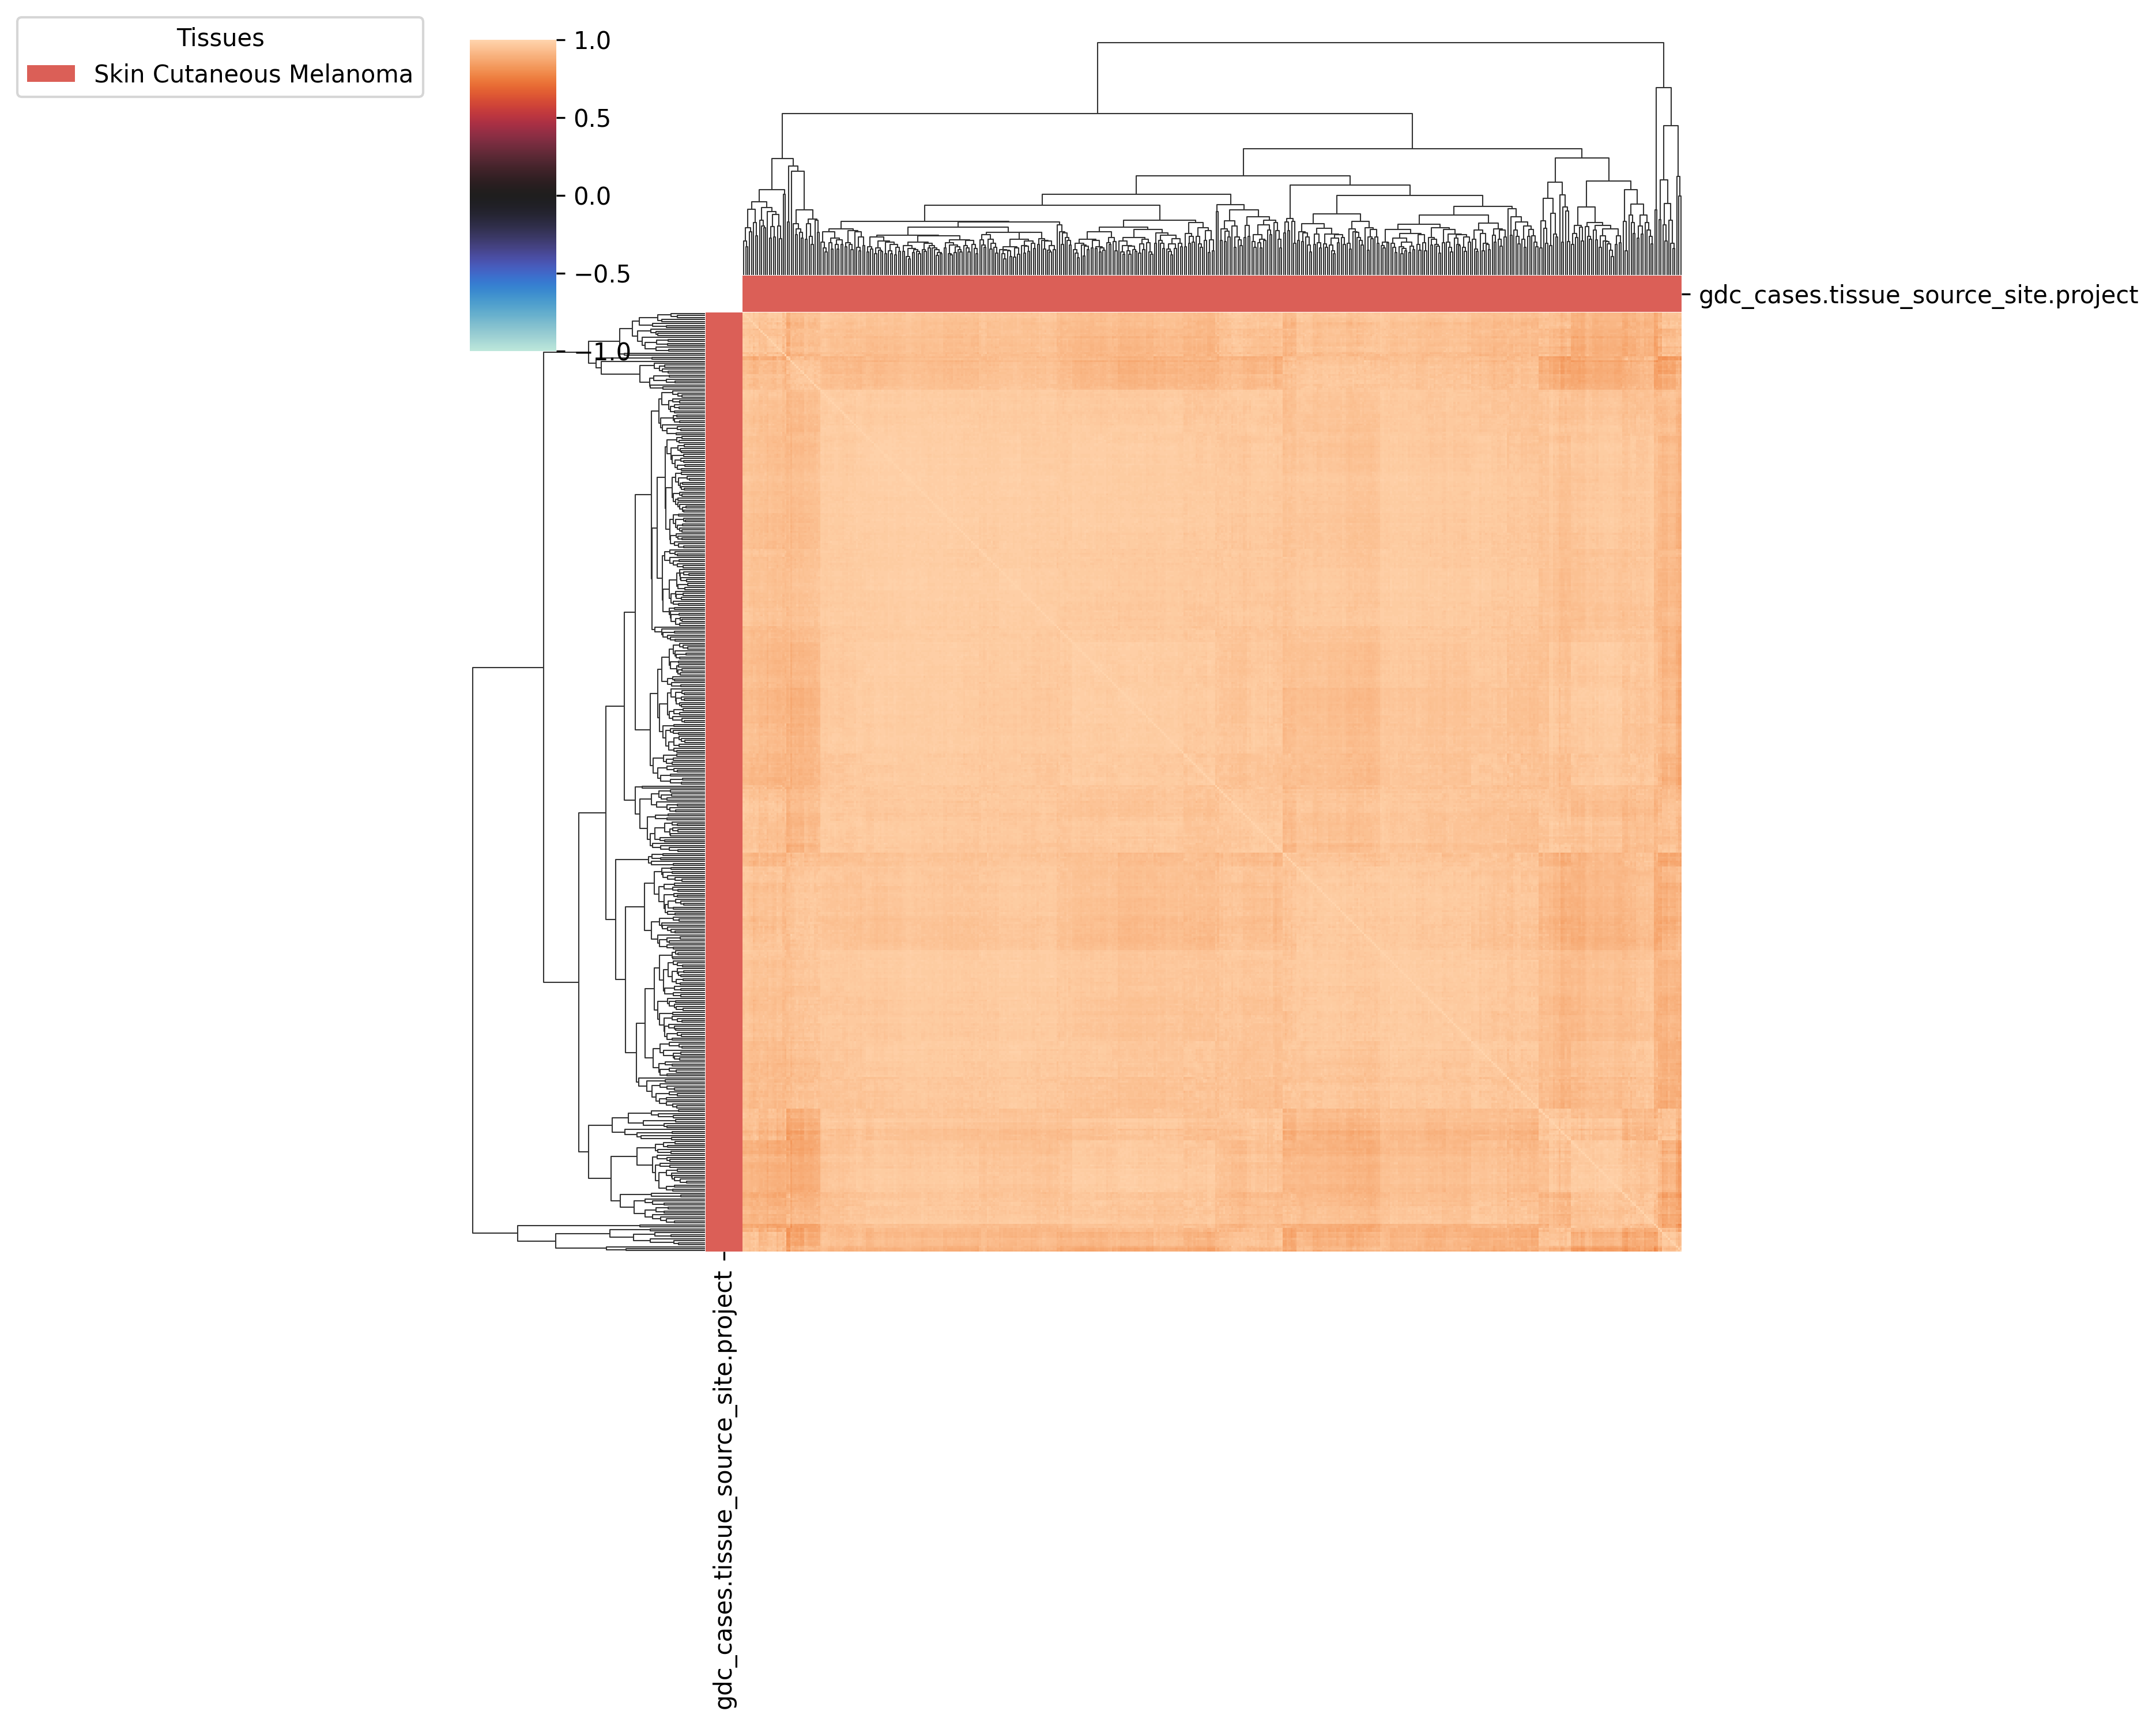 Tissues
Skin Cutaneous Melanoma
1.0
0.5
0.0
−0.5
−1.0
gdc_cases.tissue_source_site.project
gdc_cases.tissue_source_site.project